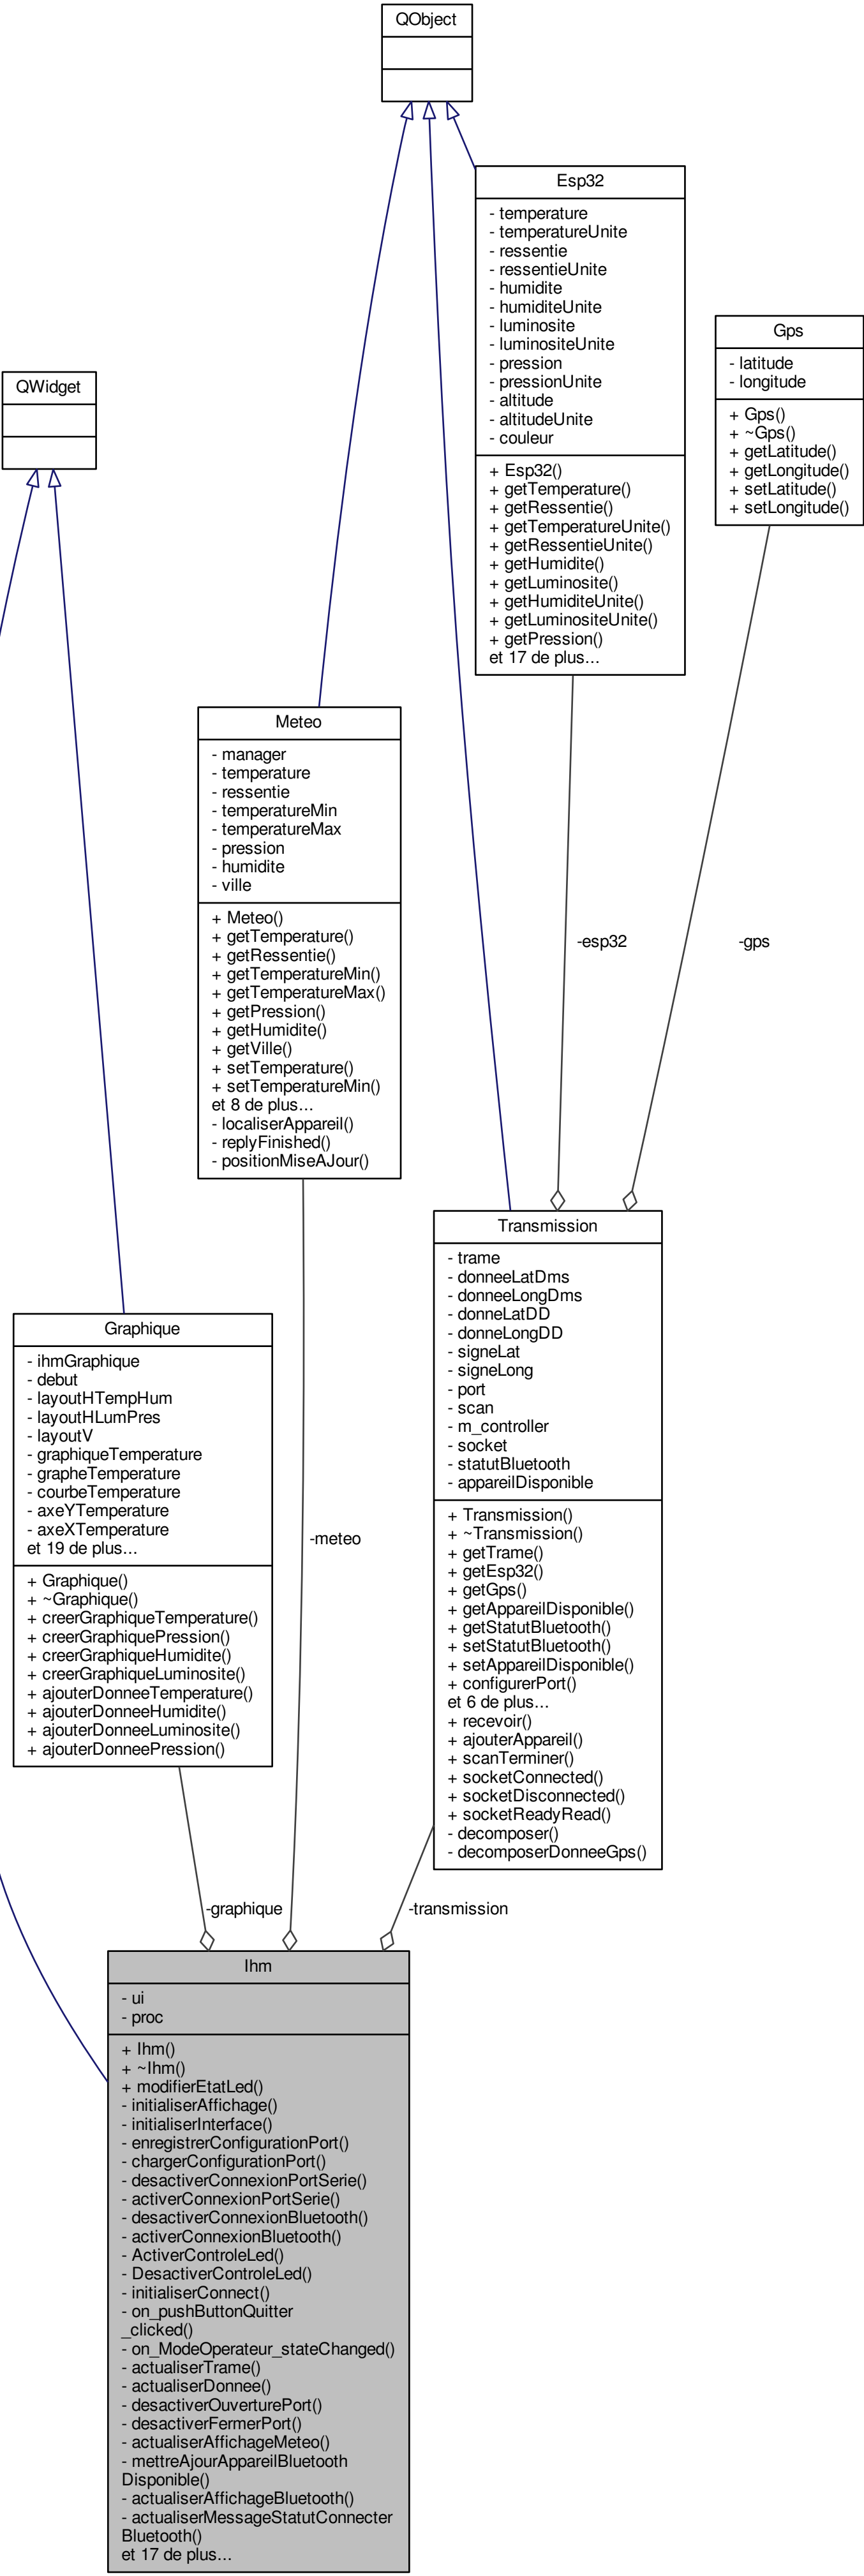 QObject
Esp32
- temperature
- temperatureUnite
- ressentie
- ressentieUnite
- humidite
- humiditeUnite
- luminosite
- luminositeUnite
- pression
- pressionUnite
- altitude
- altitudeUnite
- couleur
+ Esp32()
+ getTemperature()
+ getRessentie()
+ getTemperatureUnite()
+ getRessentieUnite()
+ getHumidite()
+ getLuminosite()
+ getHumiditeUnite()
+ getLuminositeUnite()
+ getPression()
et 17 de plus...
Gps
- latitude
- longitude
+ Gps()
+ ~Gps()
+ getLatitude()
+ getLongitude()
+ setLatitude()
+ setLongitude()
QWidget
Meteo
- manager
- temperature
- ressentie
- temperatureMin
- temperatureMax
- pression
- humidite
- ville
+ Meteo()
+ getTemperature()
+ getRessentie()
+ getTemperatureMin()
+ getTemperatureMax()
+ getPression()
+ getHumidite()
+ getVille()
+ setTemperature()
+ setTemperatureMin()
et 8 de plus...
- localiserAppareil()
- replyFinished()
- positionMiseAJour()
-esp32
-gps
Transmission
- trame
- donneeLatDms
- donneeLongDms
- donneLatDD
- donneLongDD
- signeLat
- signeLong
- port
- scan
- m_controller
- socket
- statutBluetooth
- appareilDisponible
+ Transmission()
+ ~Transmission()
+ getTrame()
+ getEsp32()
+ getGps()
+ getAppareilDisponible()
+ getStatutBluetooth()
+ setStatutBluetooth()
+ setAppareilDisponible()
+ configurerPort()
et 6 de plus...
+ recevoir()
+ ajouterAppareil()
+ scanTerminer()
+ socketConnected()
+ socketDisconnected()
+ socketReadyRead()
- decomposer()
- decomposerDonneeGps()
Graphique
- ihmGraphique
- debut
- layoutHTempHum
- layoutHLumPres
- layoutV
- graphiqueTemperature
- grapheTemperature
- courbeTemperature
- axeYTemperature
- axeXTemperature
et 19 de plus...
+ Graphique()
+ ~Graphique()
+ creerGraphiqueTemperature()
+ creerGraphiquePression()
+ creerGraphiqueHumidite()
+ creerGraphiqueLuminosite()
+ ajouterDonneeTemperature()
+ ajouterDonneeHumidite()
+ ajouterDonneeLuminosite()
+ ajouterDonneePression()
-meteo
-graphique
-transmission
Ihm
- ui
- proc
+ Ihm()
+ ~Ihm()
+ modifierEtatLed()
- initialiserAffichage()
- initialiserInterface()
- enregistrerConfigurationPort()
- chargerConfigurationPort()
- desactiverConnexionPortSerie()
- activerConnexionPortSerie()
- desactiverConnexionBluetooth()
- activerConnexionBluetooth()
- ActiverControleLed()
- DesactiverControleLed()
- initialiserConnect()
- on_pushButtonQuitter
_clicked()
- on_ModeOperateur_stateChanged()
- actualiserTrame()
- actualiserDonnee()
- desactiverOuverturePort()
- desactiverFermerPort()
- actualiserAffichageMeteo()
- mettreAjourAppareilBluetooth
Disponible()
- actualiserAffichageBluetooth()
- actualiserMessageStatutConnecter
Bluetooth()
et 17 de plus...